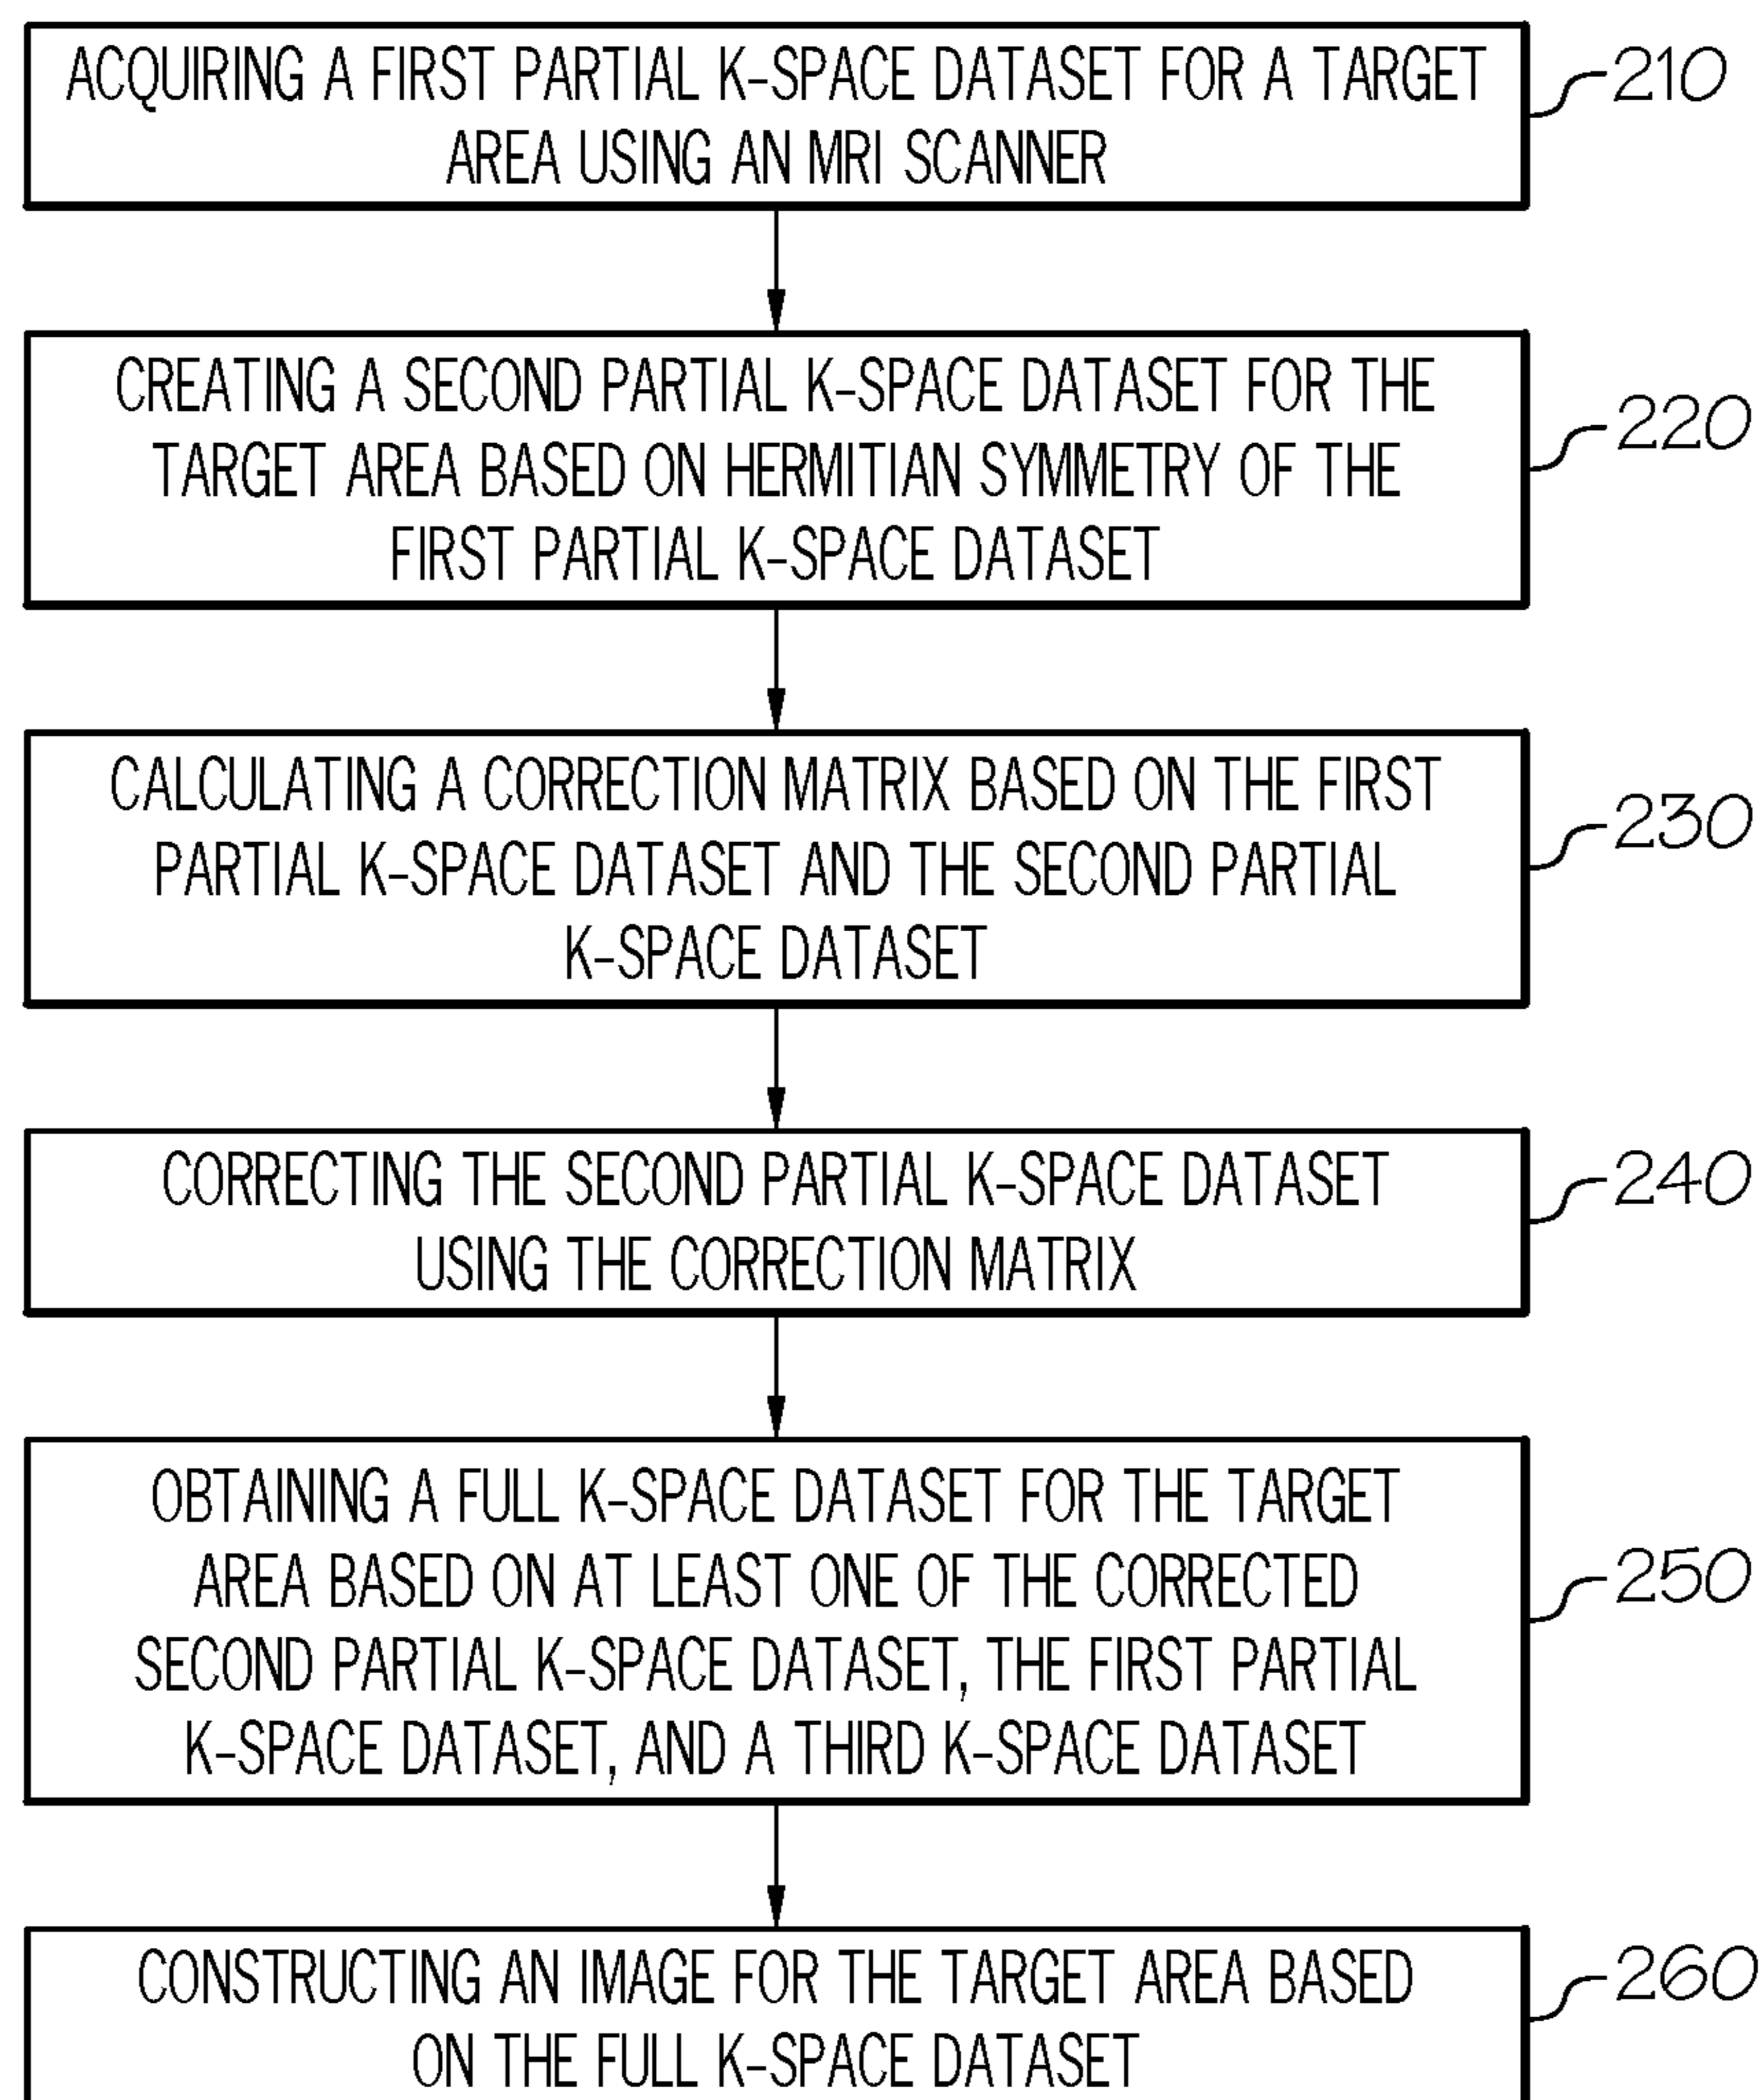 ACQUIRING A FIRST PARTIAL K-SPACE DATASET FOR A TARGET
AREA USING AN MRI SCANNER
210
CREATING A SECOND PARTIAL K-SPACE DATASET FOR THE
TARGET AREA BASED ON HERMITIAN SYMMETRY OF THE
FIRST PARTIAL K-SPACE DATASET
220
CALCULATING A CORRECTION MATRIX BASED ON THE FIRST
PARTIAL K-SPACE DATASET AND THE SECOND PARTIAL
K-SPACE DATASET
230
CORRECTING THE SECOND PARTIAL K-SPACE DATASET
USING THE CORRECTION MATRIX
240
OBTAINING A FULL K-SPACE DATASET FOR THE TARGET
AREA BASED ON AT LEAST ONE OF THE CORRECTED
SECOND PARTIAL K-SPACE DATASET, THE FIRST PARTIAL
K-SPACE DATASET, AND A THIRD K-SPACE DATASET
250
CONSTRUCTING AN IMAGE FOR THE TARGET AREA BASED
ON THE FULL K-SPACE DATASET
260